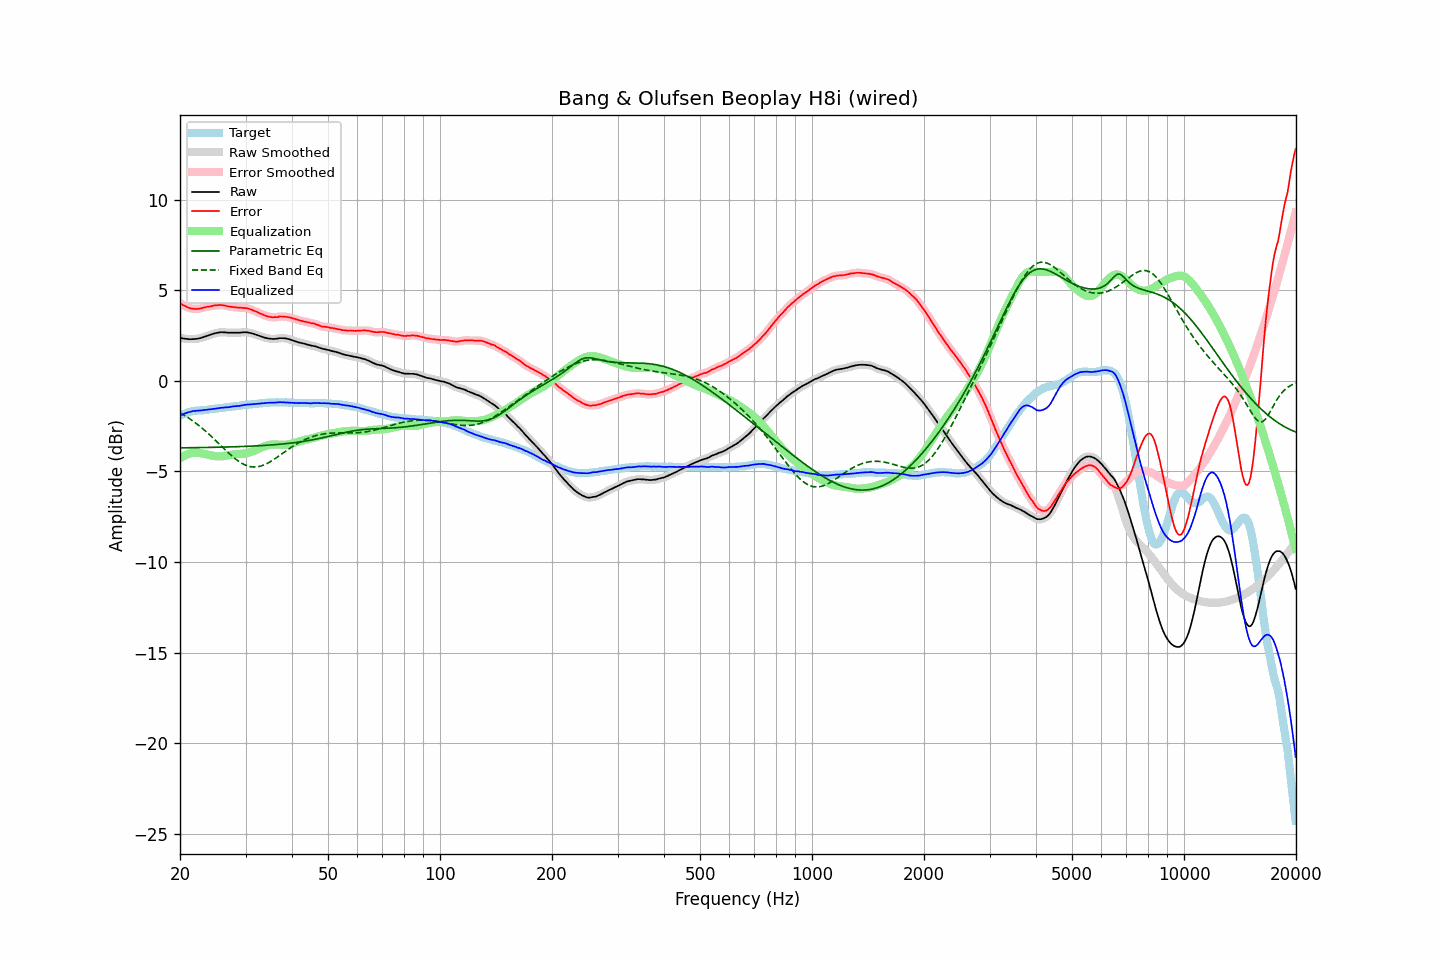 Bang & Olufsen Beoplay H8i (wired)
Target
Raw Smoothed
Error Smoothed
Raw
Error
Equalization
Parametric Eq
Fixed Band Eq
Equalized
Amplitude (dBr)
10
5
0
−5
−10
−15
−20
−25
20
50
100
200
500
1000
2000
5000
10000
20000
Frequency (Hz)